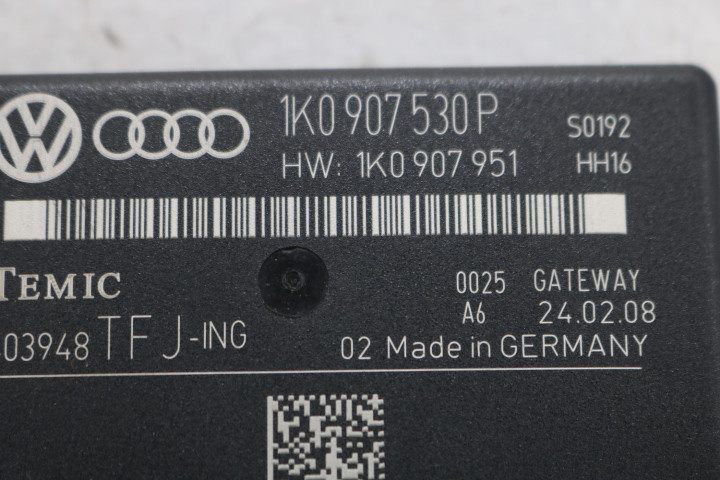 1K0 907 530 P S0192
HW: 1K0 907 951 HH16
TEMIC 0025 GATEWAY
A6 24.02.08
03948 TFJ-ING 02 Made in GERMANY